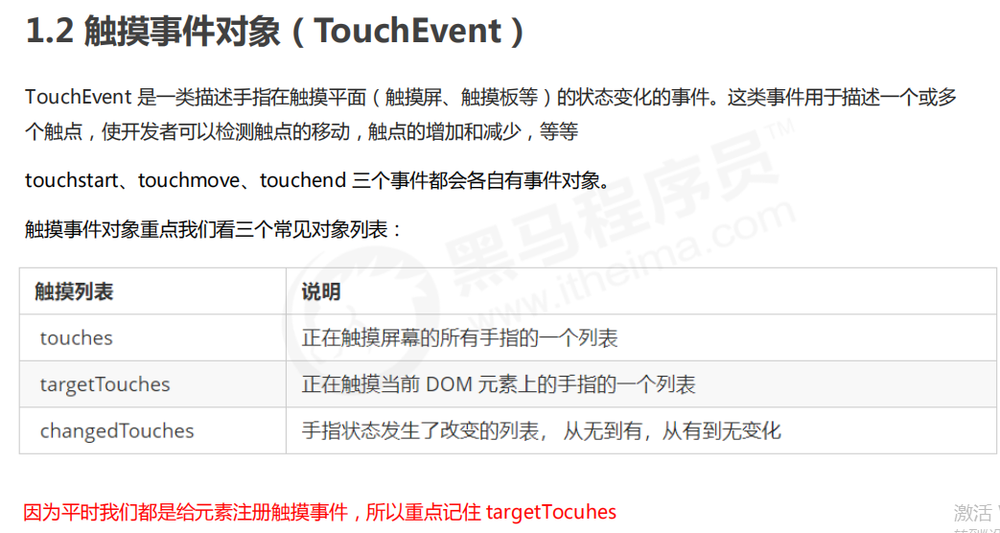 1.2 触摸事件对象（TouchEvent）
TouchEvent 是一类描述手指在触摸平面（触摸屏、触摸板等）的状态变化的事件。这类事件用于描述一个或多
个触点，使开发者可以检测触点的移动，触点的增加和减少，等等
touchstart、touchmove、touchend 三个事件都会各自有事件对象。
触摸事件对象重点我们看三个常见对象列表：
触摸列表 说明
touches 正在触摸屏幕的所有手指的一个列表
targetTouches 正在触摸当前 DOM 元素上的手指的一个列表
changedTouches 手指状态发生了改变的列表，从无到有，从有到无变化
因为平时我们都是给元素注册触摸事件，所以重点记住 targetTocuhes
黑马程序员™
www.itheima.com
激活